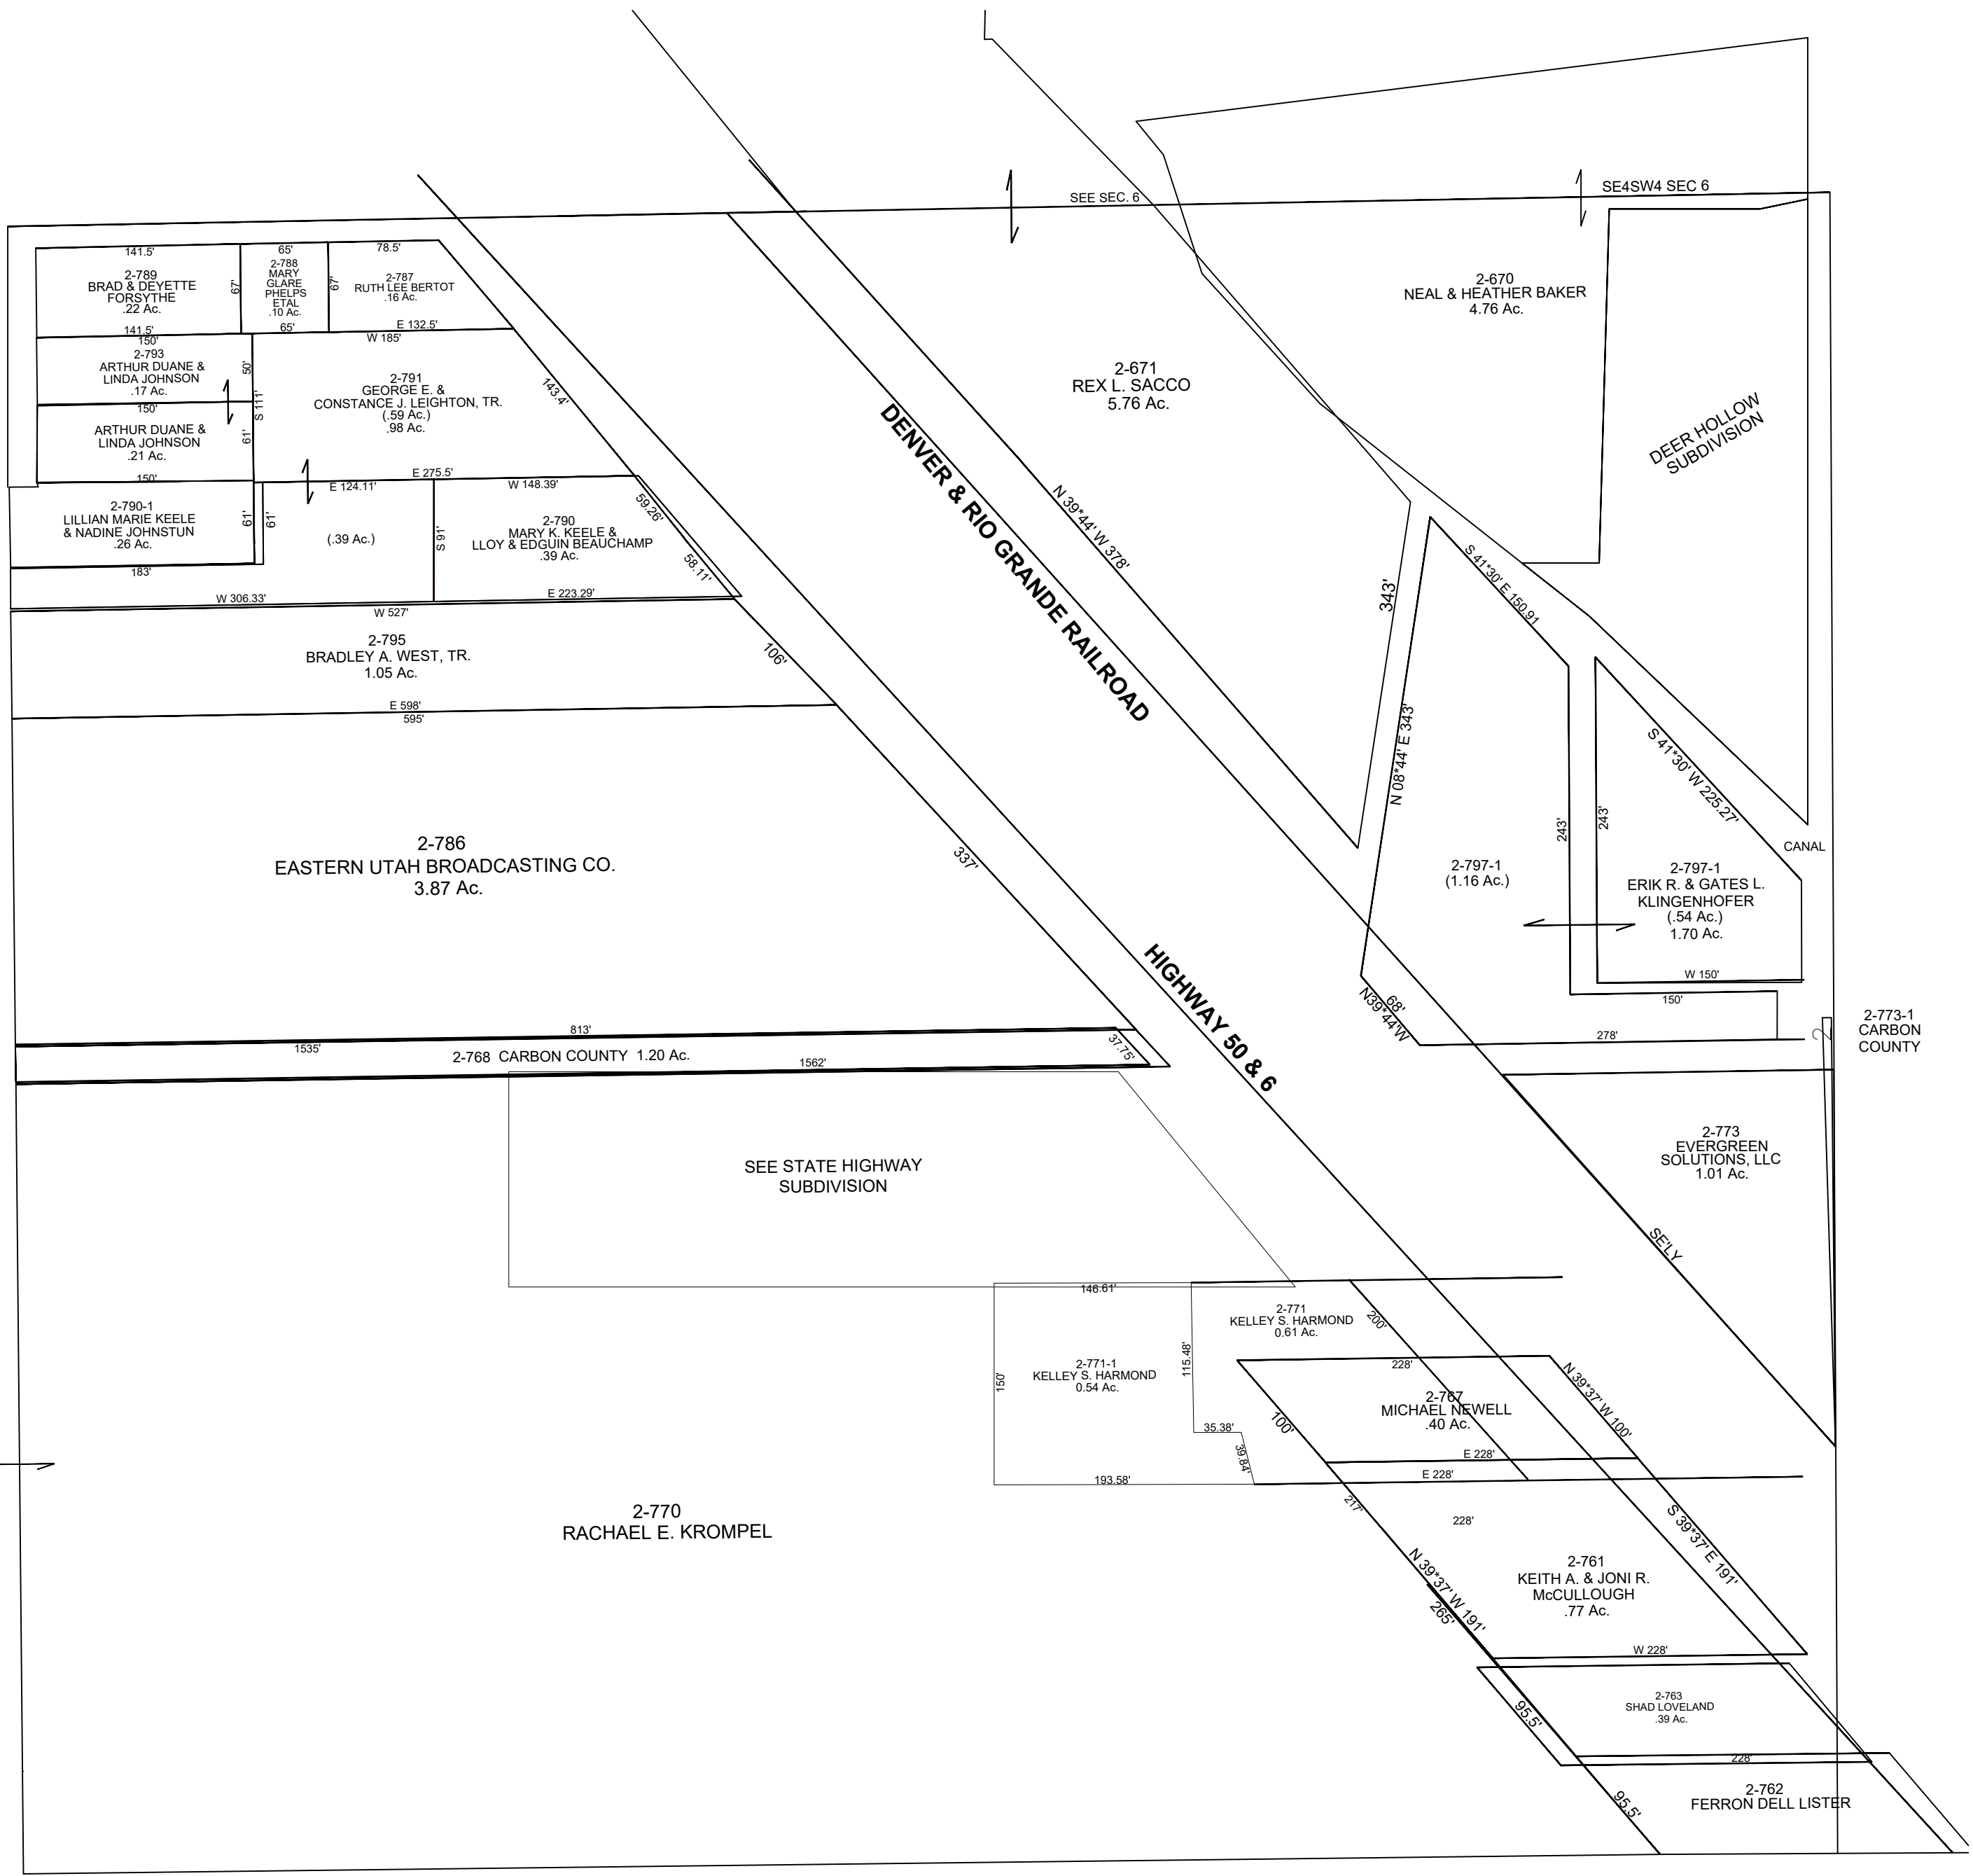 SEE SEC. 6
SE4SW4 SEC 6
141.5'
2-789
BRAD & DEYETTE
FORSYTHE
.22 Ac.
67'
141.5'
65'
2-788
MARY
GLARE
PHELPS
ETAL
.10 Ac.
65'
67'
78.5'
2-787
RUTH LEE BERTOT
.16 Ac.
E 132.5'
150'
2-793
ARTHUR DUANE &
LINDA JOHNSON
.17 Ac.
50'
150'
ARTHUR DUANE &
LINDA JOHNSON
.21 Ac.
61'
S 111'
150'
W 185'
2-791
GEORGE E. &
CONSTANCE J. LEIGHTON, TR.
(.59 Ac.)
.98 Ac.
143.4'
E 275.5'
2-790-1
LILLIAN MARIE KEELE
& NADINE JOHNSTUN
.26 Ac.
61'
61'
183'
E 124.11'
(.39 Ac.)
S 91'
W 306.33'
W 148.39'
2-790
MARY K. KEELE &
LLOY & EDGUIN BEAUCHAMP
.39 Ac.
59.26'
58.11'
E 223.29'
W 527'
2-795
BRADLEY A. WEST, TR.
1.05 Ac.
106'
E 598'
595'
2-786
EASTERN UTAH BROADCASTING CO.
3.87 Ac.
337'
813'
1535'
2-768 CARBON COUNTY 1.20 Ac.
37.75'
1562'
DENVER & RIO GRANDE RAILROAD
HIGHWAY 50 & 6
2-671
REX L. SACCO
5.76 Ac.
N 39*44' W 378'
343'
2-670
NEAL & HEATHER BAKER
4.76 Ac.
DEER HOLLOW
SUBDIVISION
S 41*30' E 150.91
N 08*44' E 343'
2-797-1
(1.16 Ac.)
243'
243'
S 41*30' W 225.27'
CANAL
2-797-1
ERIK R. & GATES L.
KLINGENHOFER
(.54 Ac.)
1.70 Ac.
W 150'
150'
68'
N39*44'W
278'
2-773-1
CARBON
COUNTY
2-773
EVERGREEN
SOLUTIONS, LLC
1.01 Ac.
SE'LY
SEE STATE HIGHWAY
SUBDIVISION
146.61'
2-771
KELLEY S. HARMOND
0.61 Ac.
200'
150'
2-771-1
KELLEY S. HARMOND
0.54 Ac.
115.48'
35.38'
39.84'
193.58'
228'
2-767
MICHAEL NEWELL
.40 Ac.
100'
N 39*37' W 100'
E 228'
E 228'
217'
228'
2-770
RACHAEL E. KROMPEL
2-761
KEITH A. & JONI R.
McCULLOUGH
.77 Ac.
S 39*37' E 191'
N 39*37' W 191'
265'
W 228'
2-763
SHAD LOVELAND
.39 Ac.
95.5'
228'
2-762
FERRON DELL LISTER
95.5'